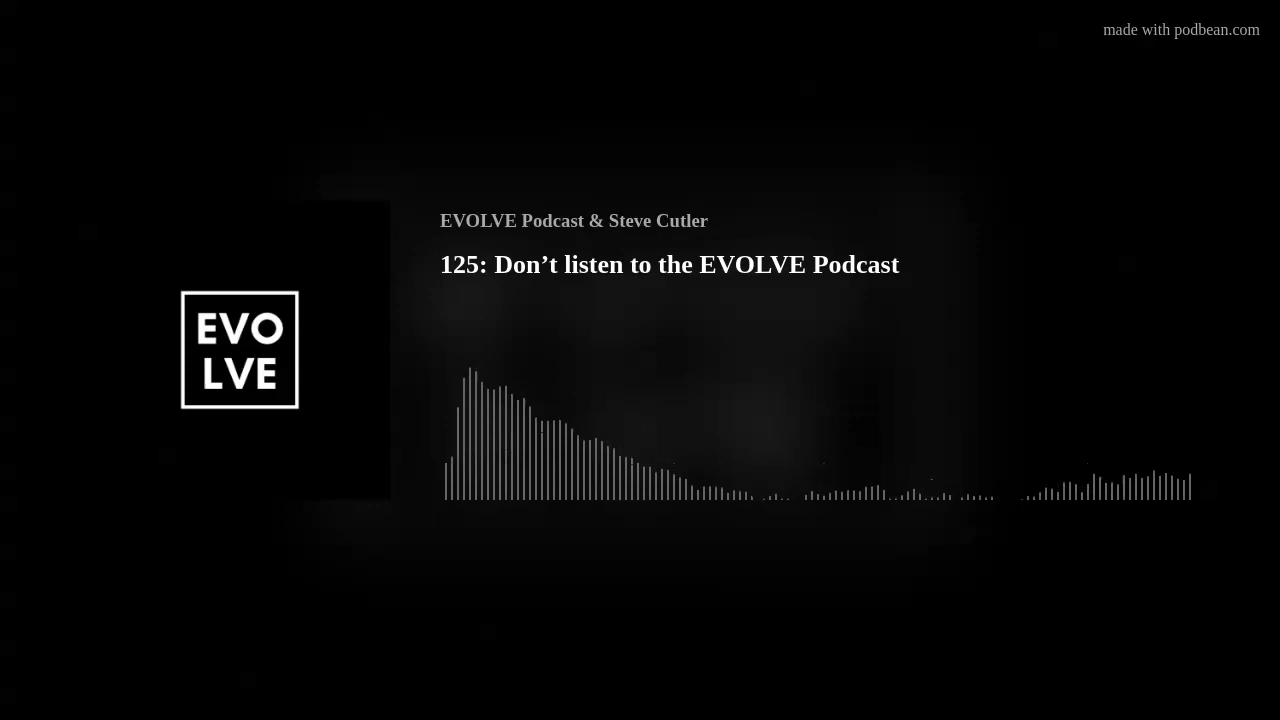 made with podbean.com
EVOLVE Podcast & Steve Cutler
125: Don’t listen to the EVOLVE Podcast
EVO
LVE